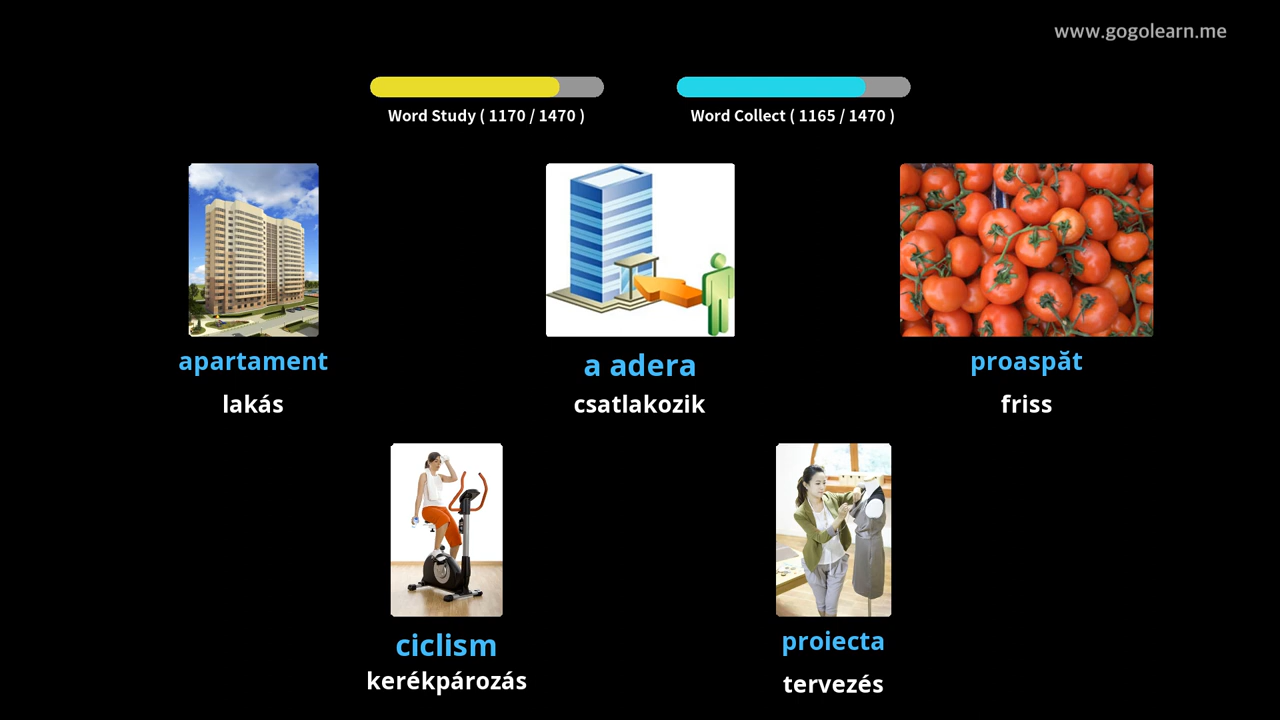 www.gogolearn.me
Word Study ( 1170 / 1470 )
Word Collect ( 1165 / 1470 )
apartament
lakás
a adera
csatlakozik
proaspăt
friss
ciclism
kerékpározás
proiecta
tervezés